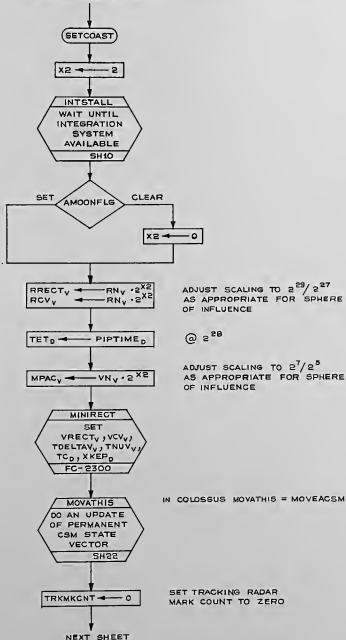 SETCOAST
X2 ← 2
INTSTALL
WAIT UNTIL
INTEGRATION
SYSTEM
AVAILABLE
SH10
SET AMOONFLG CLEAR
X2 ← 0
RRECT_V ← RN_V · 2^X2
RCV_V ← RN_V · 2^X2
ADJUST SCALING TO 2^29/2^27
AS APPROPRIATE FOR SPHERE
OF INFLUENCE
TET_D ← PIPTIME_D
@ 2^28
MPAC_V ← VN_V · 2^X2
ADJUST SCALING TO 2^7/2^5
AS APPROPRIATE FOR SPHERE
OF INFLUENCE
MINIRECT
SET
VRECT_V, VCV_V,
TDELTAV_V, TNUV_V,
TC_D, XKEP_D
FC-2300
MOVATHIS
DO AN UPDATE
OF PERMANENT
CSM STATE
VECTOR
SH22
IN COLOSSUS MOVATHIS = MOVEACSM
TRKMKCNT ← 0
SET TRACKING RADAR
MARK COUNT TO ZERO
NEXT SHEET